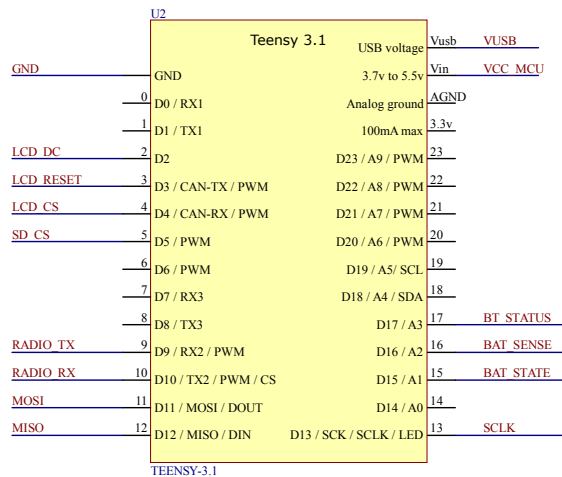 U2
Teensy 3.1
USB voltage Vusb VUSB
GND GND 3.7v to 5.5v Vin VCC_MCU
0 D0 / RX1 Analog ground AGND
1 D1 / TX1 100mA max 3.3v
LCD_DC 2 D2 D23 / A9 / PWM 23
LCD_RESET 3 D3 / CAN-TX / PWM D22 / A8 / PWM 22
LCD_CS 4 D4 / CAN-RX / PWM D21 / A7 / PWM 21
SD_CS 5 D5 / PWM D20 / A6 / PWM 20
6 D6 / PWM D19 / A5/ SCL 19
7 D7 / RX3 D18 / A4 / SDA 18
8 D8 / TX3 D17 / A3 17 BT_STATUS
RADIO_TX 9 D9 / RX2 / PWM D16 / A2 16 BAT_SENSE
RADIO_RX 10 D10 / TX2 / PWM / CS D15 / A1 15 BAT_STATE
MOSI 11 D11 / MOSI / DOUT D14 / A0 14
MISO 12 D12 / MISO / DIN D13 / SCK / SCLK / LED 13 SCLK
TEENSY-3.1